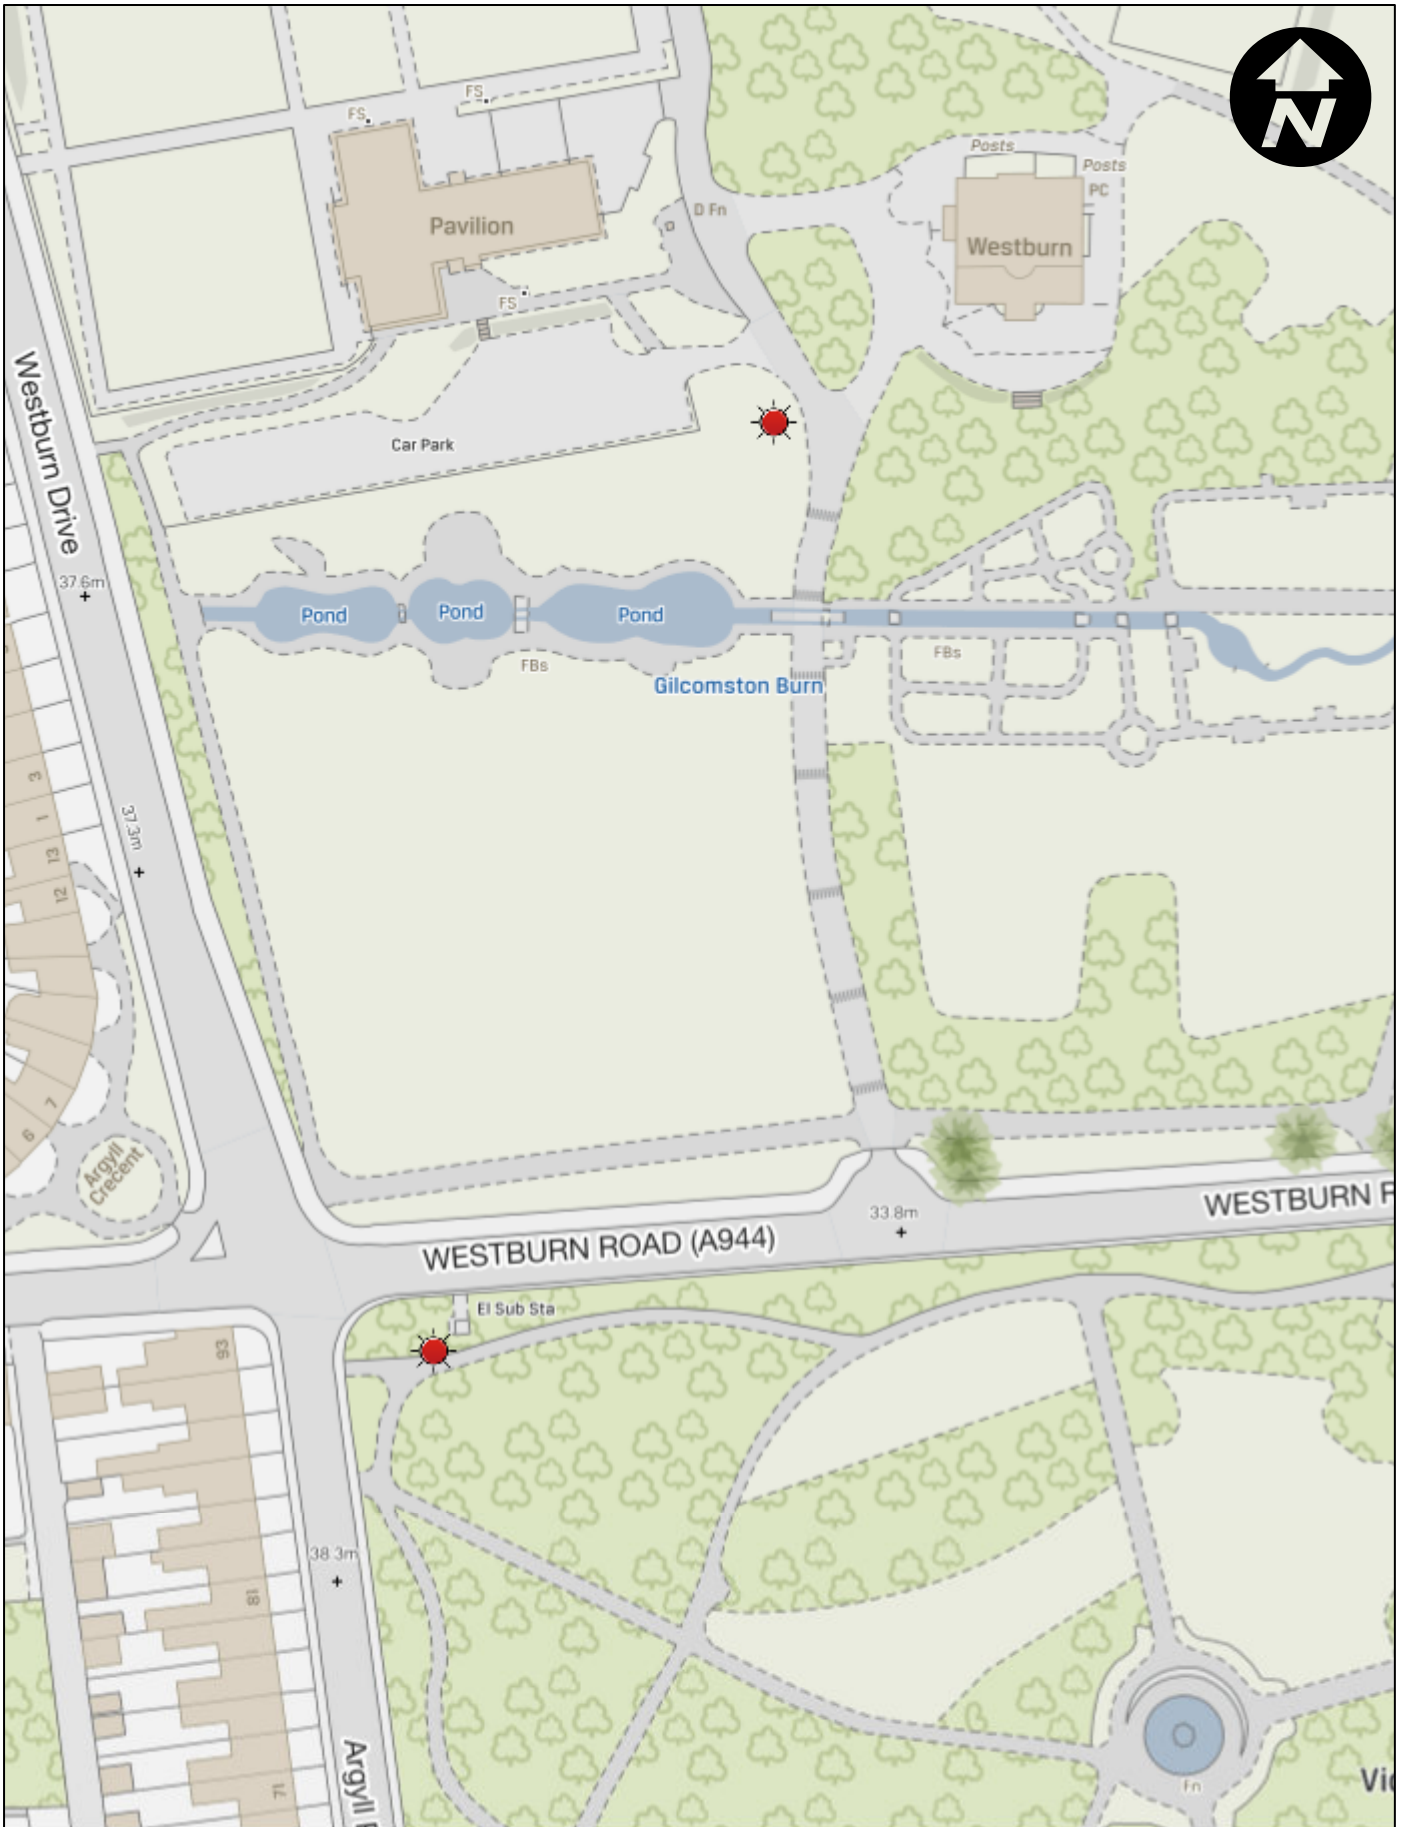 N
FS
FS
Posts
Posts
PC
D Fn
Pavilion
Westburn
FS
Westburn Drive
Car Park
37.6m
Pond
Pond
Pond
FBs
FBs
Gilcomston Burn
3
1
37.3m
13
12
7
6
Argyll
Crecent
33.8m
WESTBURN R
WESTBURN ROAD (A944)
El Sub Sta
93
38.3m
81
71
Argyll
Fn
Vic